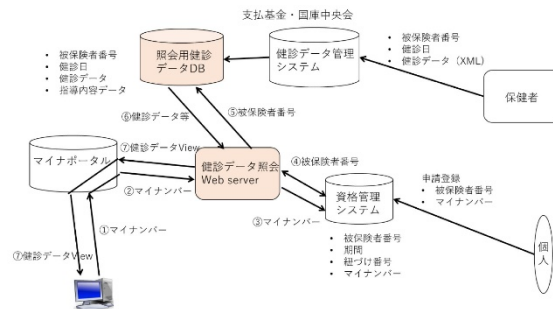 支払基金・国庫中央会
• 被保険者番号
• 健診日
• 健診データ
• 指導内容データ
照会用健診
データDB
健診データ管理
システム
• 被保険者番号
• 健診日
• 健診データ（XML）
保健者
⑥健診データ等
⑤被保険者番号
マイナポータル
⑦健診データView
②マイナンバー
健診データ照会
Web server
④被保険者番号
③マイナンバー
資格管理
システム
申請登録
• 被保険者番号
• マイナンバー
• 被保険者番号
• 期間
• 紐づけ番号
• マイナンバー
個人
①マイナンバー
⑦健診データView